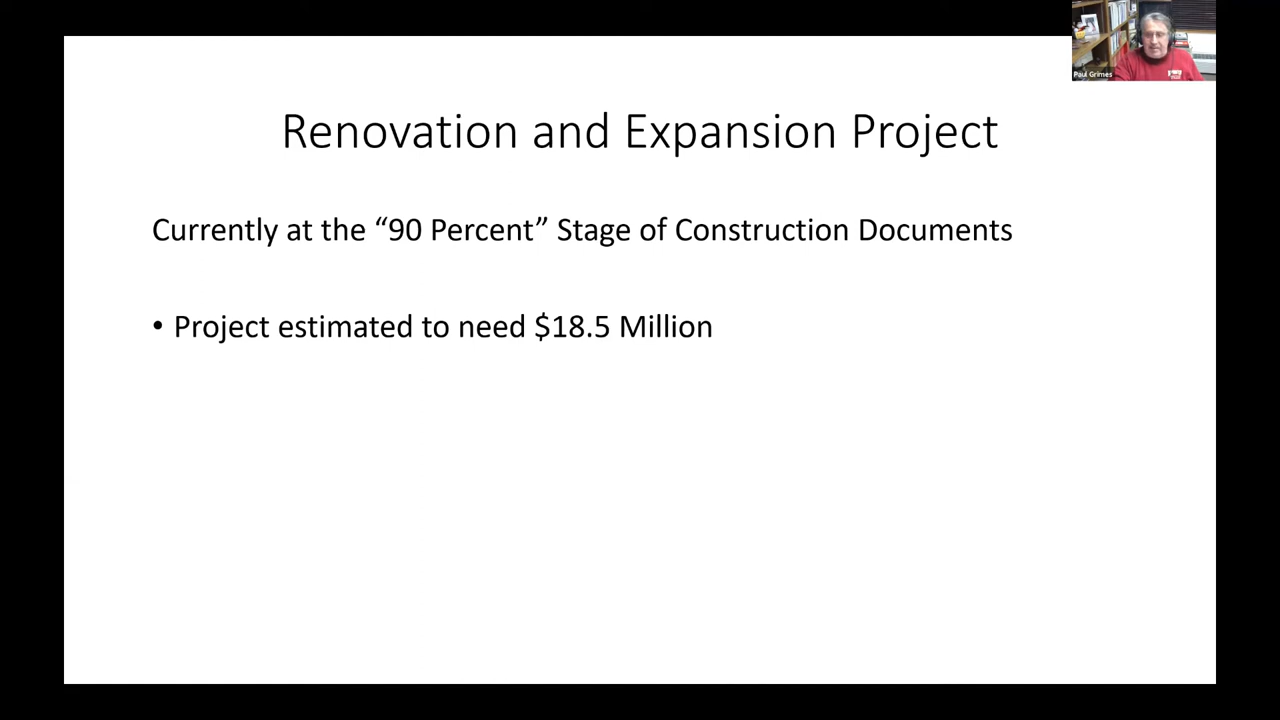 Renovation and Expansion Project
Currently at the “90 Percent” Stage of Construction Documents
• Project estimated to need $18.5 Million
Paul Grimes